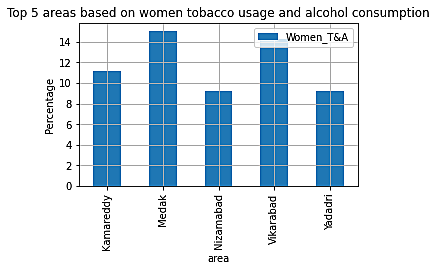 Top 5 areas based on women tobacco usage and alcohol consumption
Women_T&A
Percentage
14
12
10
8
6
4
2
0
Kamareddy
Medak
Nizamabad
Vikarabad
Yadadri
area